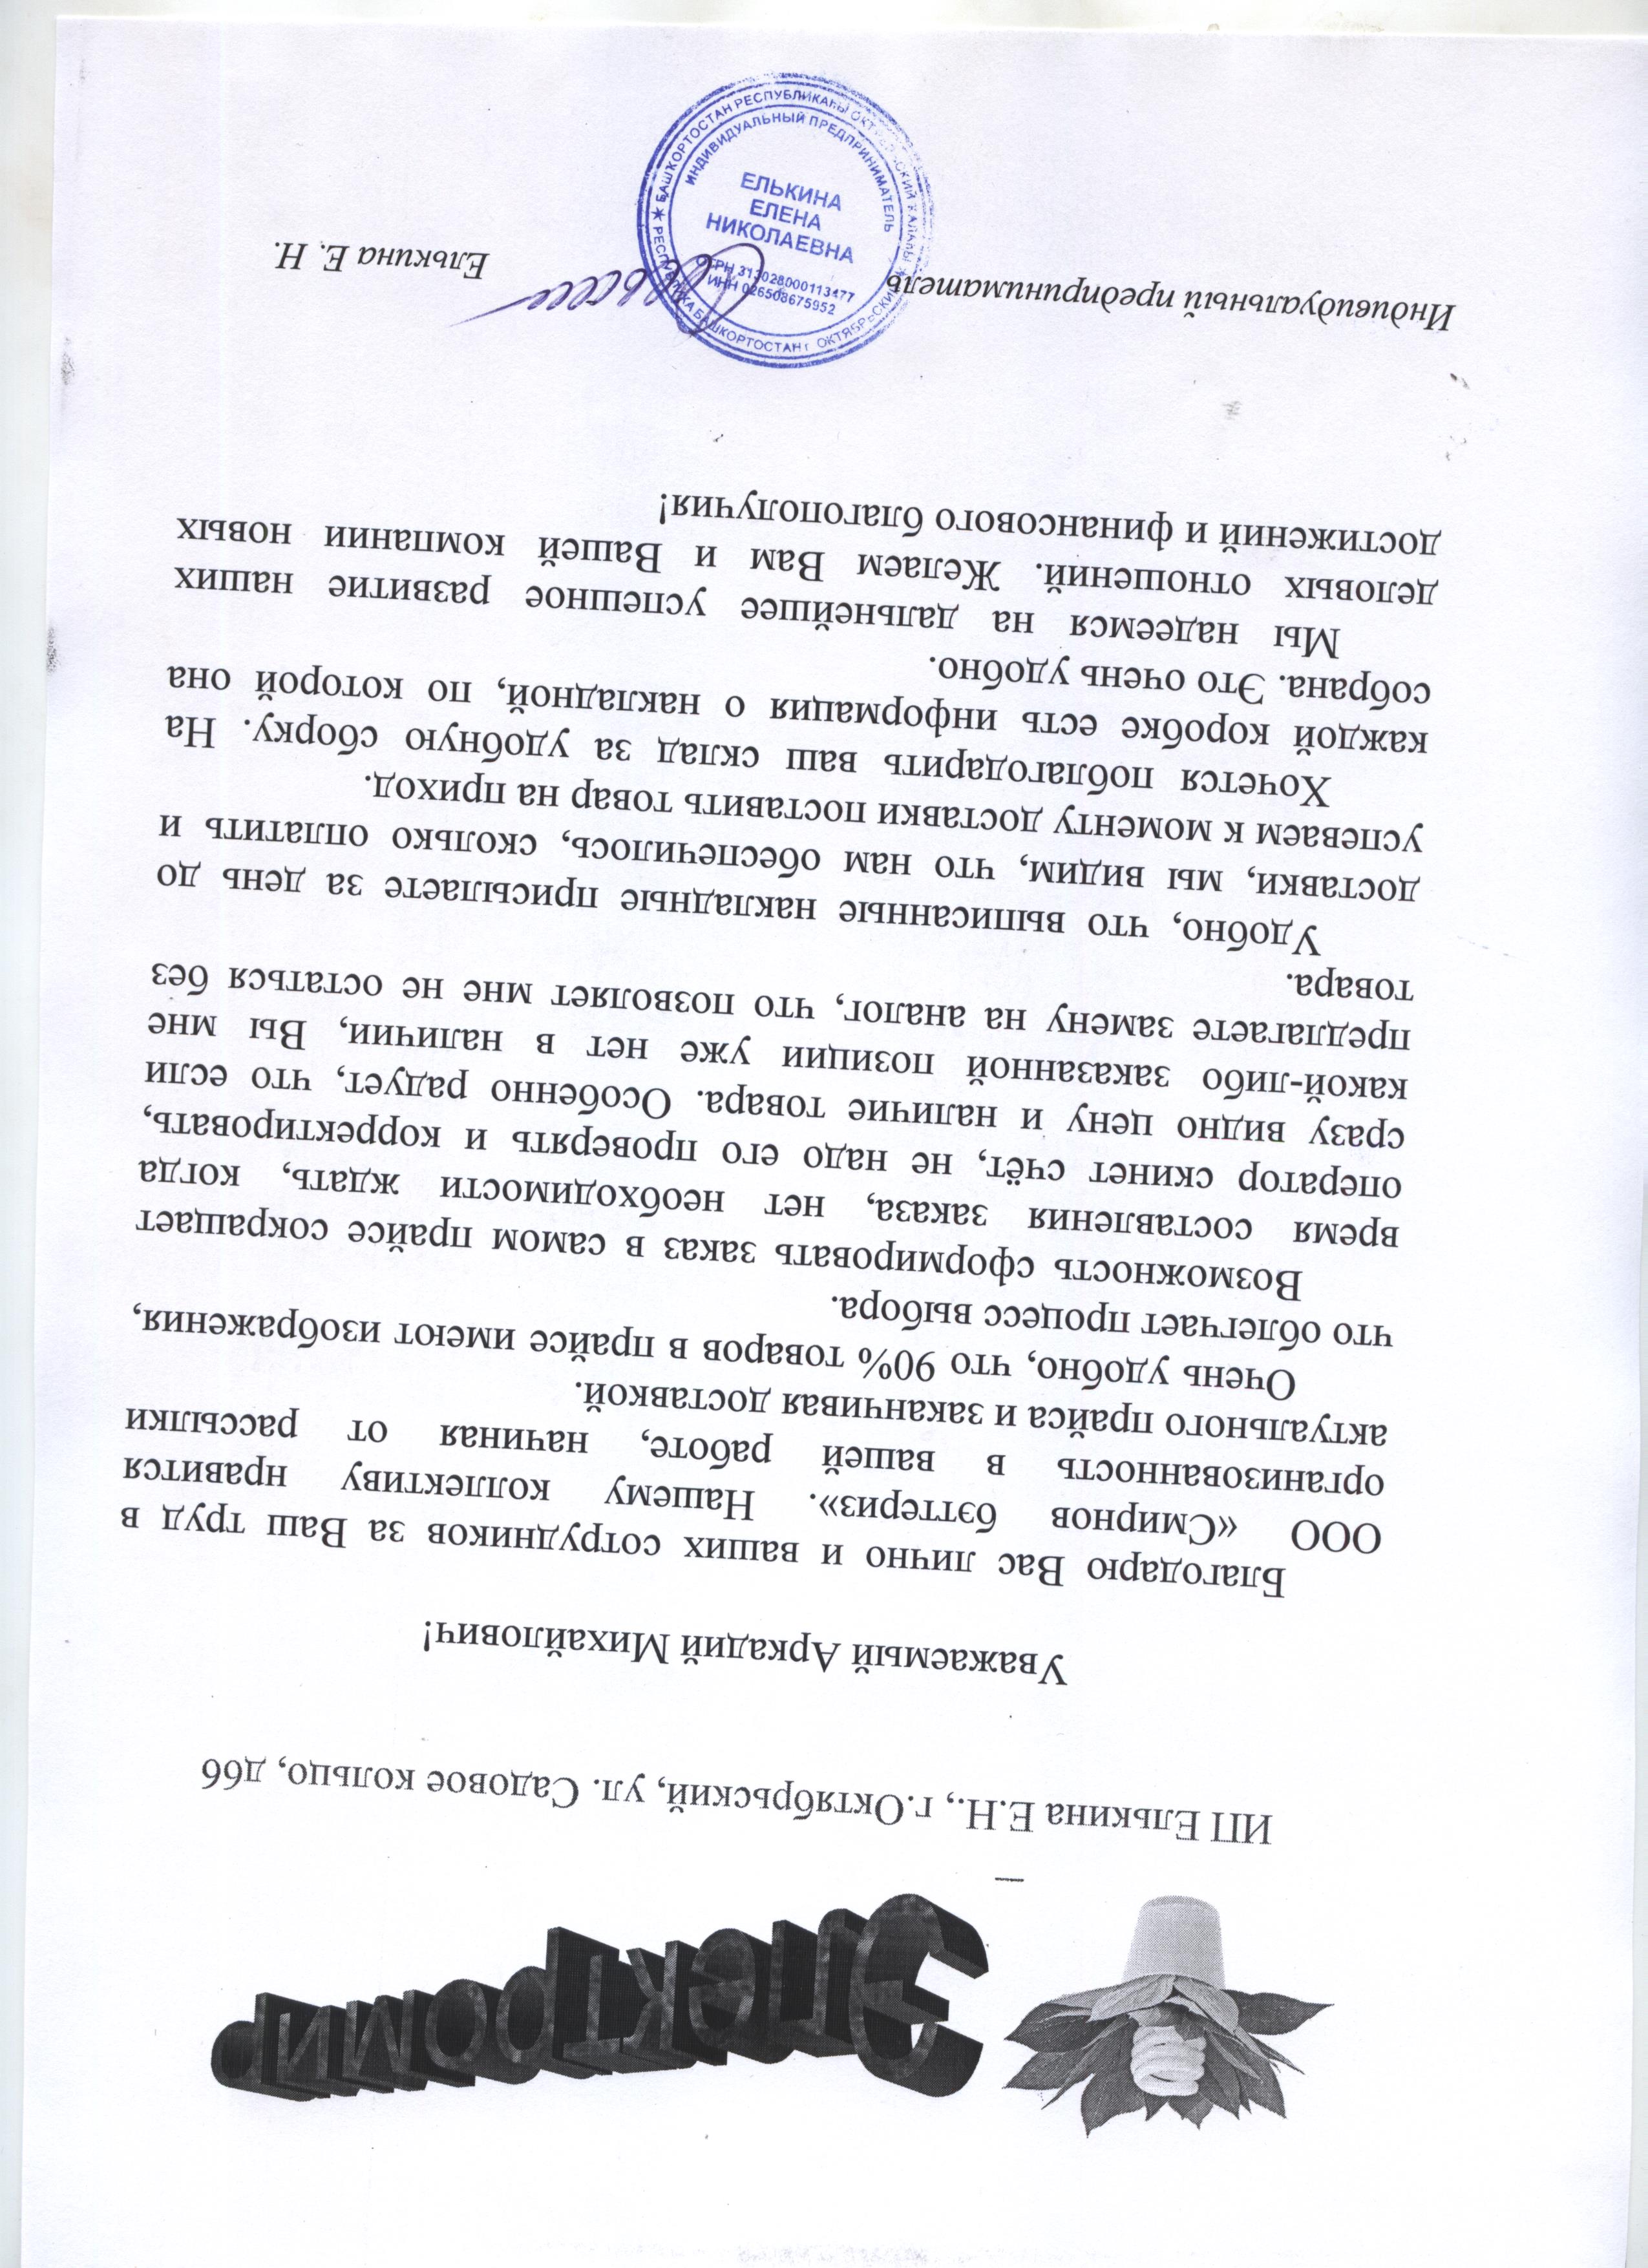 Электромир
ИП Елькина Е.Н., г.Октябрьский, ул. Садовое кольцо, д66
Уважаемый Аркадий Михайлович!
Благодарю Вас лично и ваших сотрудников за Ваш труд в
ООО «Смирнов бэттериз». Нашему коллективу нравится
организованность в вашей работе, начиная от рассылки
актуального прайса и заканчивая доставкой.
Очень удобно, что 90% товаров в прайсе имеют изображения,
что облегчает процесс выбора.
Возможность сформировать заказ в самом прайсе сокращает
время составления заказа, нет необходимости ждать, когда
оператор скинет счёт, не надо его проверять и корректировать,
сразу видно цену и наличие товара. Особенно радует, что если
какой-либо заказанной позиции уже нет в наличии, Вы мне
предлагаете замену на аналог, что позволяет мне не остаться без
товара.
Удобно, что выписанные накладные присылаете за день до
доставки, мы видим, что нам обеспечилось, сколько оплатить и
успеваем к моменту доставки поставить товар на приход.
Хочется поблагодарить ваш склад за удобную сборку. На
каждой коробке есть информация о накладной, по которой она
собрана. Это очень удобно.
Мы надеемся на дальнейшее успешное развитие наших
деловых отношений. Желаем Вам и Вашей компании новых
достижений и финансового благополучия!
Индивидуальный предприниматель
Елькина Е. Н.
БАШКОРТОСТАН РЕСПУБЛИКАҺЫ ОКТЯБРЬСКИЙ ҠАЛАҺЫ
РЕСПУБЛИКА БАШКОРТОСТАН г. ОКТЯБРЬСКИЙ
ИНДИВИДУАЛЬНЫЙ ПРЕДПРИНИМАТЕЛЬ
ЕЛЬКИНА
ЕЛЕНА
НИКОЛАЕВНА
ОГРН 313028000113477
ИНН 026508675952